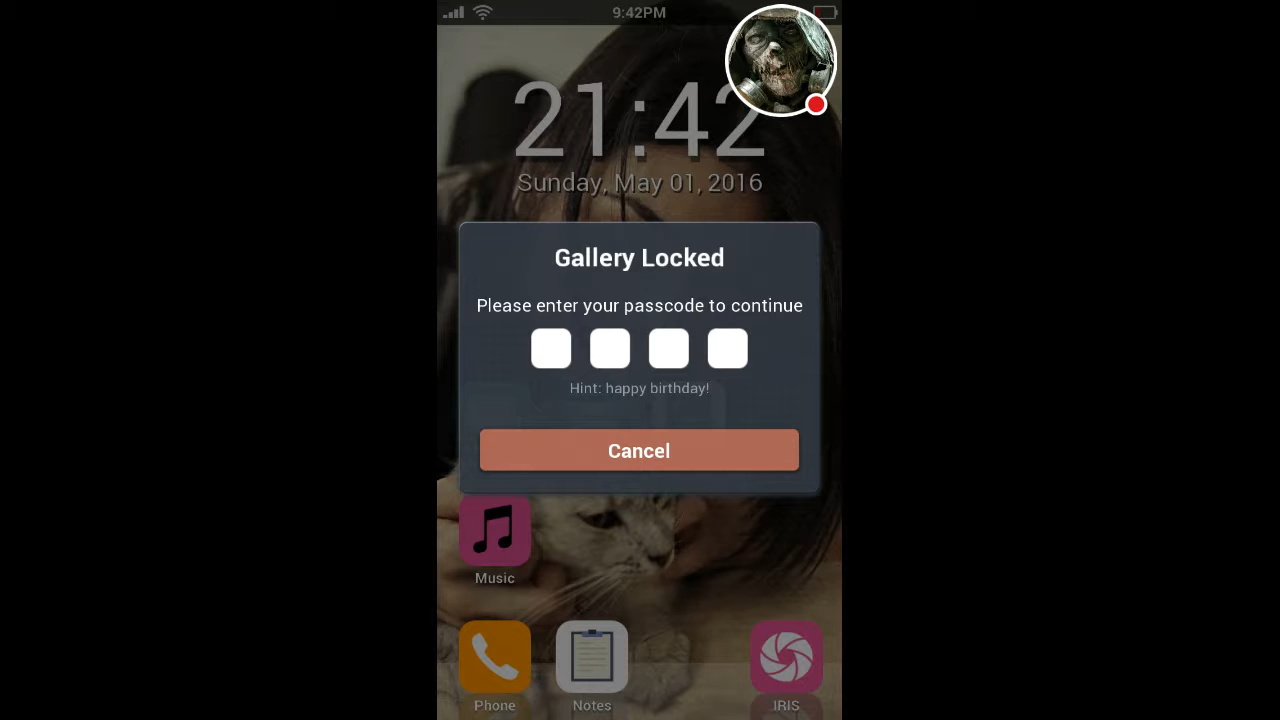 9:42PM
21:42
Sunday, May 01, 2016
Gallery Locked
Please enter your passcode to continue
Hint: happy birthday!
Cancel
Music
Phone
Notes
IRIS